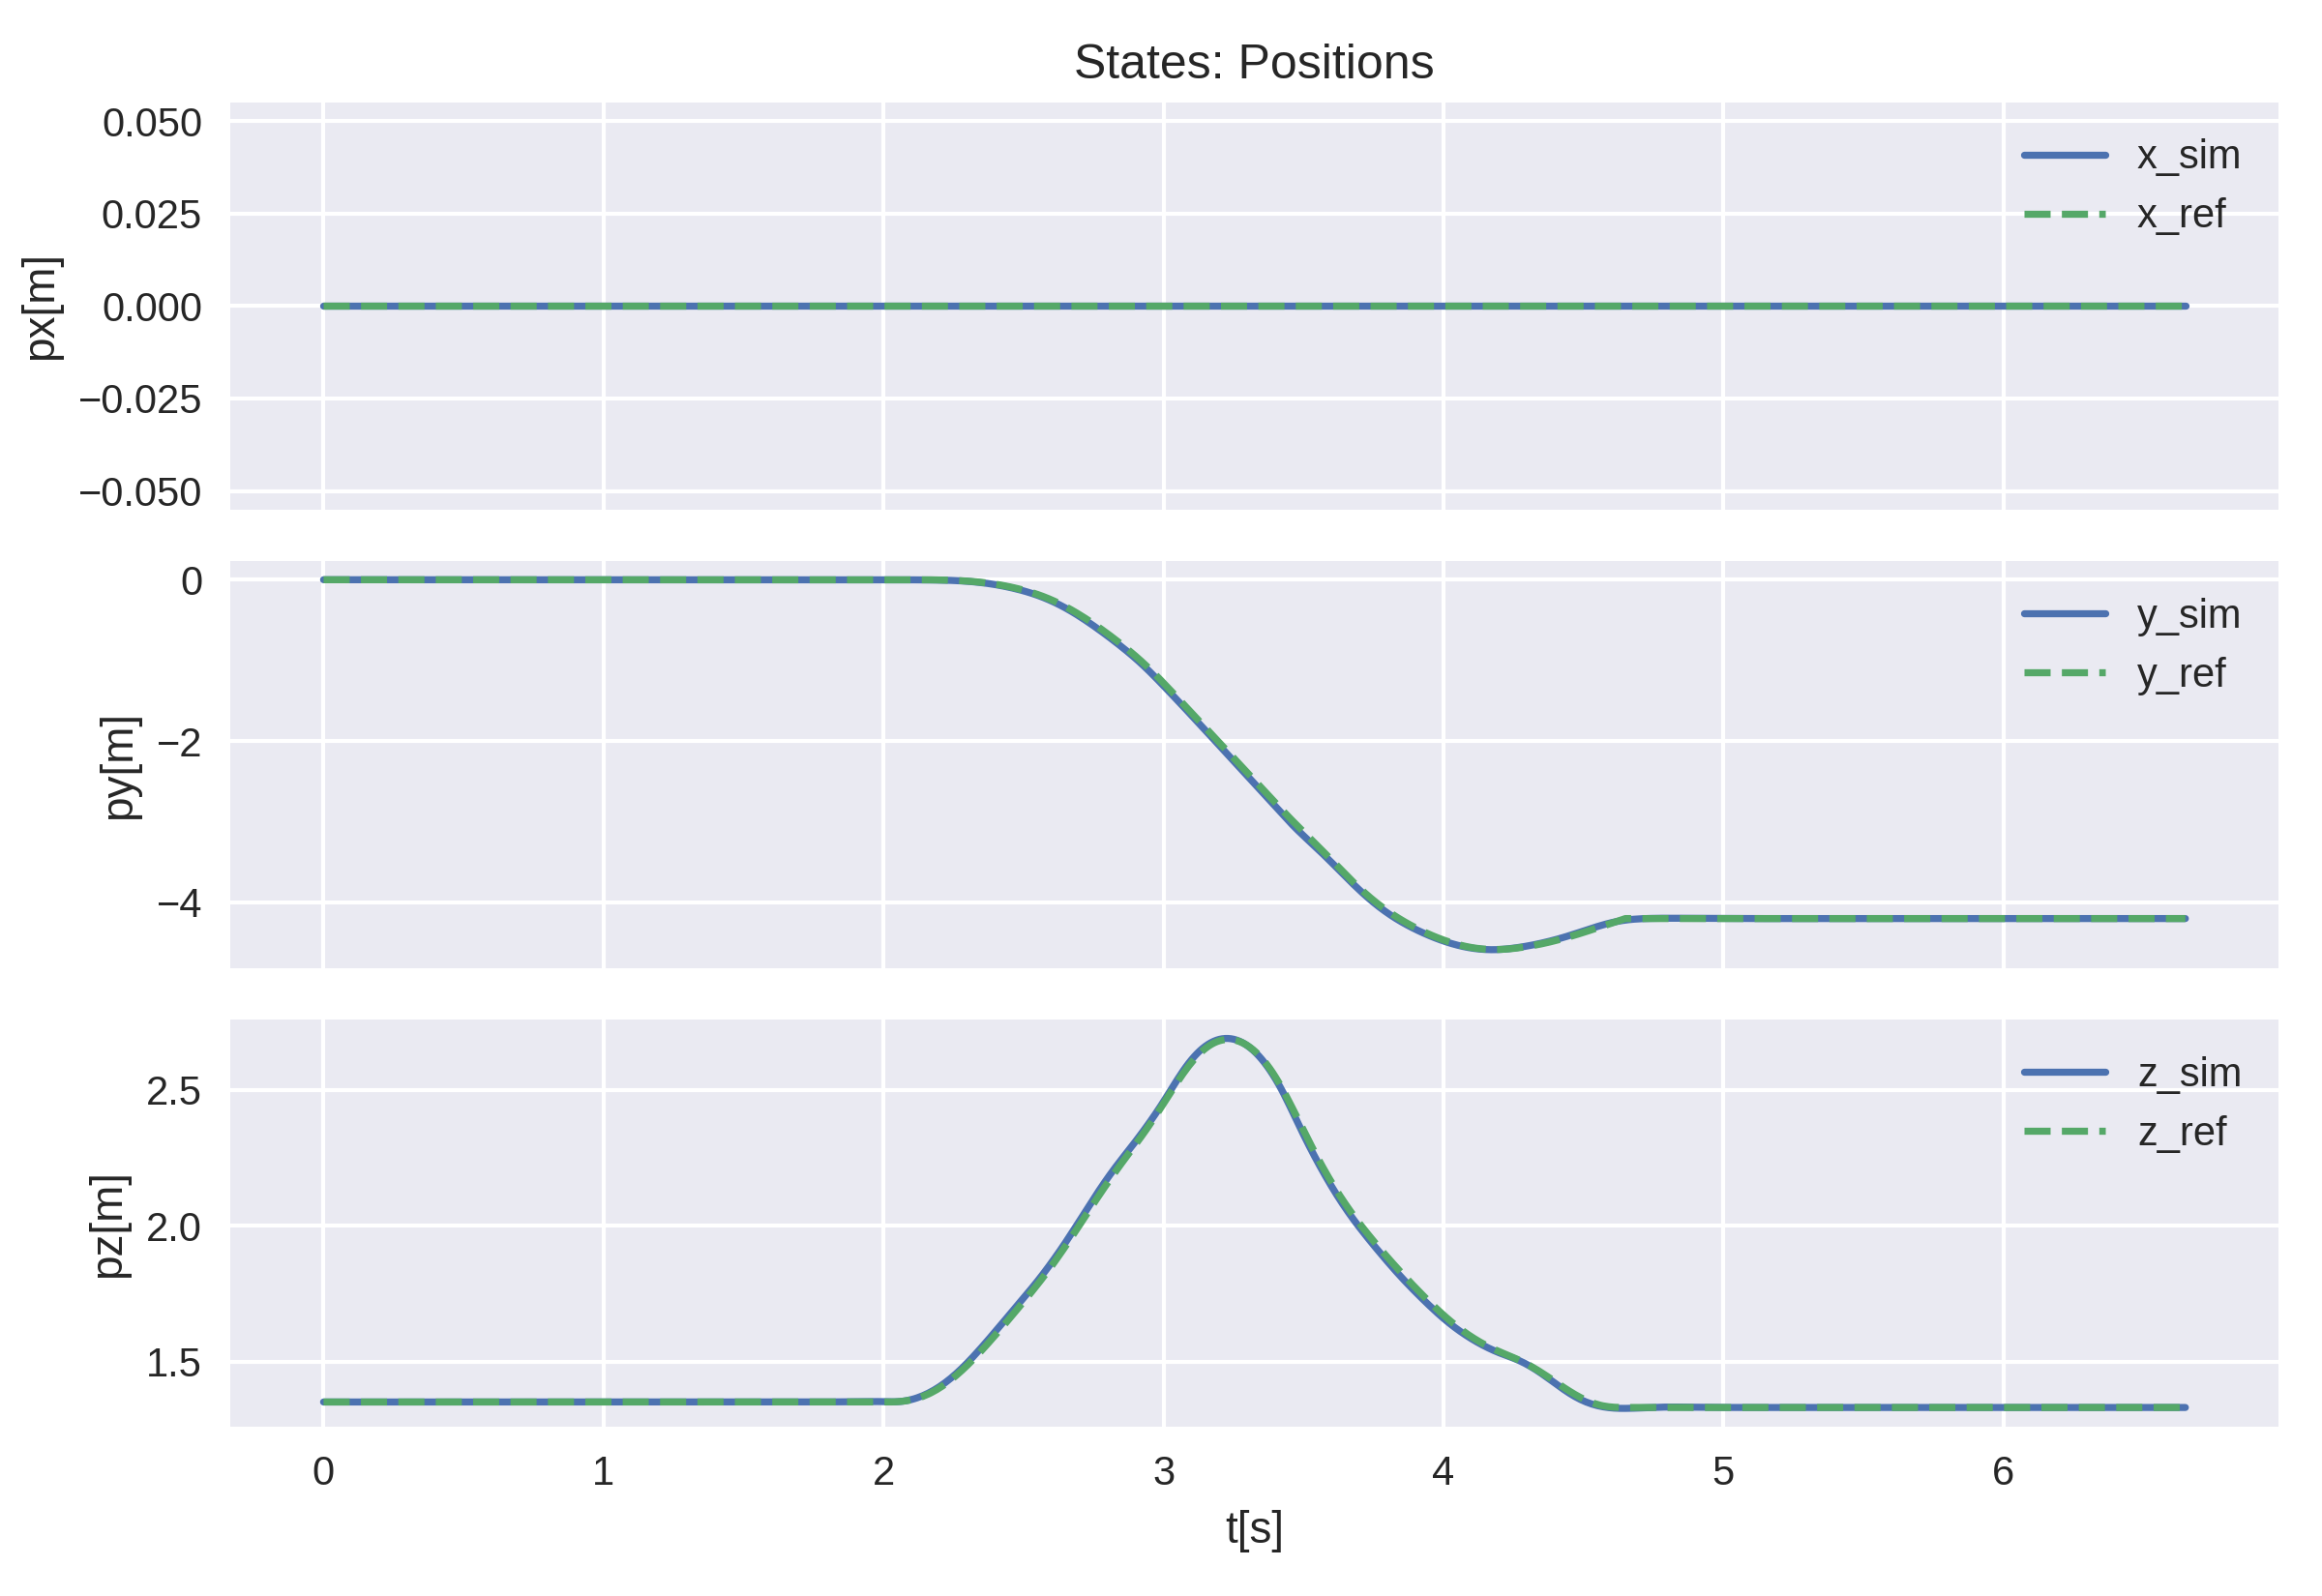 States: Positions
px[m]
0.050
0.025
0.000
−0.025
−0.050
x_sim
x_ref
py[m]
0
−2
−4
y_sim
y_ref
pz[m]
2.5
2.0
1.5
z_sim
z_ref
0 1 2 3 4 5 6
t[s]